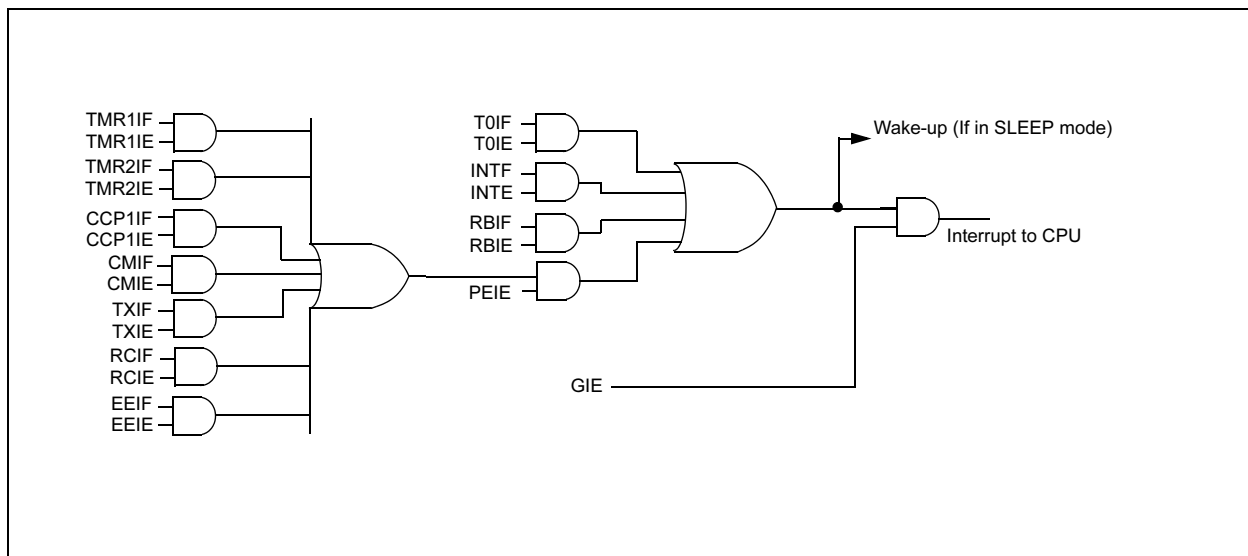 TMR1IF
TMR1IE
TMR2IF
TMR2IE
CCP1IF
CCP1IE
CMIF
CMIE
TXIF
TXIE
RCIF
RCIE
EEIF
EEIE
T0IF
T0IE
INTF
INTE
RBIF
RBIE
PEIE
GIE
Wake-up (If in SLEEP mode)
Interrupt to CPU